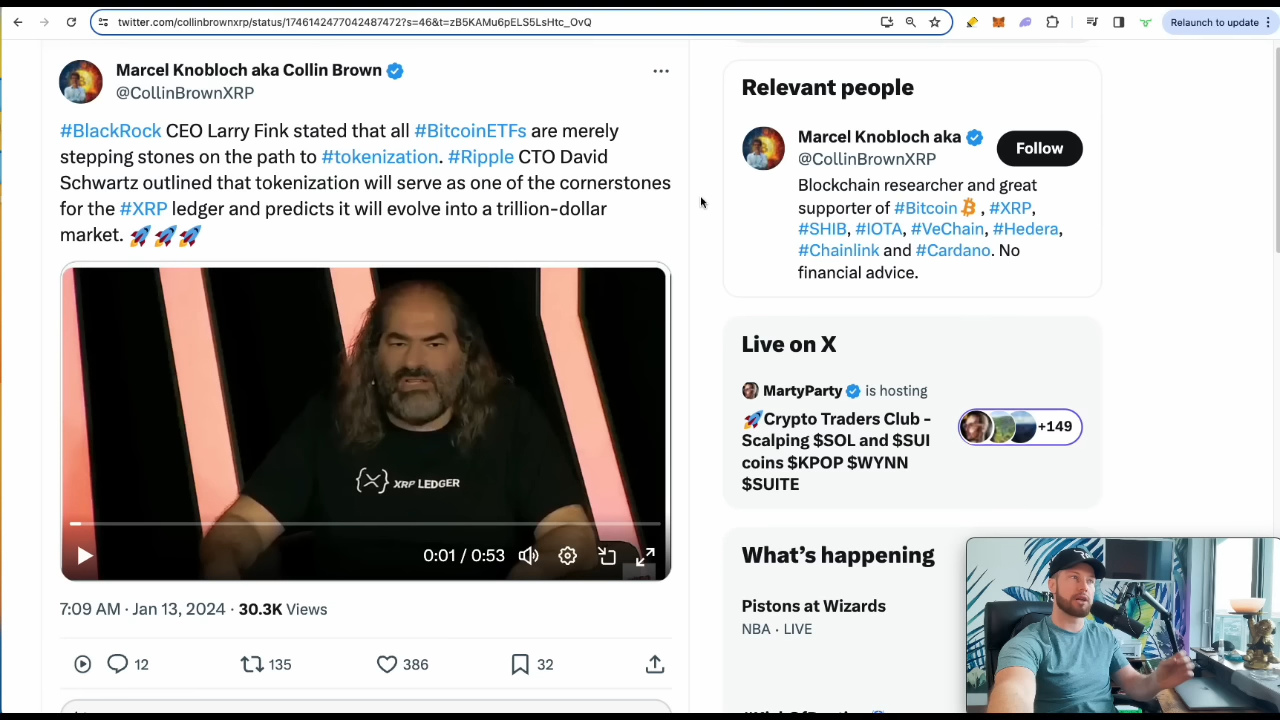 twitter.com/collinbrownxrp/status/1746142477042487472?s=46&t=zB5KAMu6pELS5LsHtc_OvQ
Relaunch to update
Marcel Knobloch aka Collin Brown
@CollinBrownXRP
#BlackRock CEO Larry Fink stated that all #BitcoinETFs are merely
stepping stones on the path to #tokenization. #Ripple CTO David
Schwartz outlined that tokenization will serve as one of the cornerstones
for the #XRP ledger and predicts it will evolve into a trillion-dollar
market. 🚀🚀🚀
XRP LEDGER
0:01 / 0:53
7:09 AM · Jan 13, 2024 · 30.3K Views
12
135
386
32
Relevant people
Marcel Knobloch aka
@CollinBrownXRP
Follow
Blockchain researcher and great
supporter of #Bitcoin , #XRP,
#SHIB, #IOTA, #VeChain, #Hedera,
#Chainlink and #Cardano. No
financial advice.
Live on X
MartyParty is hosting
🚀Crypto Traders Club -
Scalping $SOL and $SUI
coins $KPOP $WYNN
$SUITE
+149
What's happening
Pistons at Wizards
NBA · LIVE